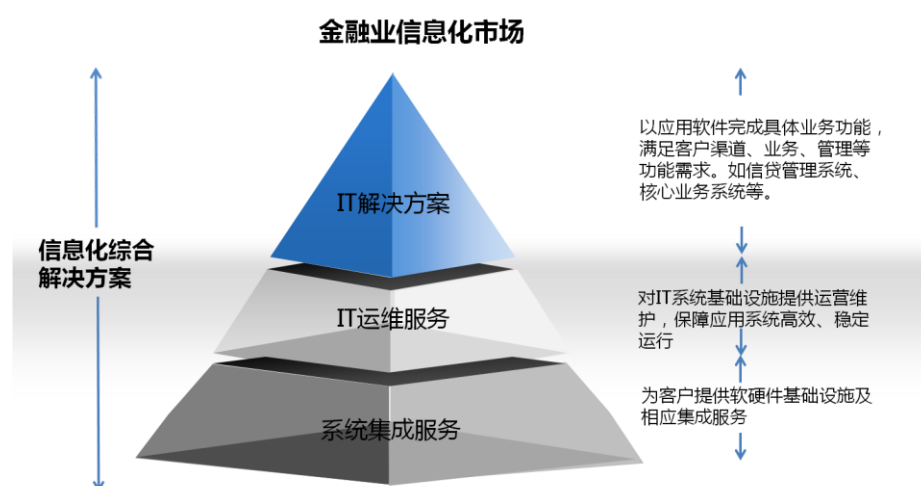 金融业信息化市场
以应用软件完成具体业务功能，
满足客户渠道、业务、管理等
功能需求。如信贷管理系统、
核心业务系统等。
IT解决方案
信息化综合
解决方案
对IT系统基础设施提供运营维
护，保障应用系统高效、稳定
运行
IT运维服务
为客户提供软硬件基础设施及
相应集成服务
系统集成服务